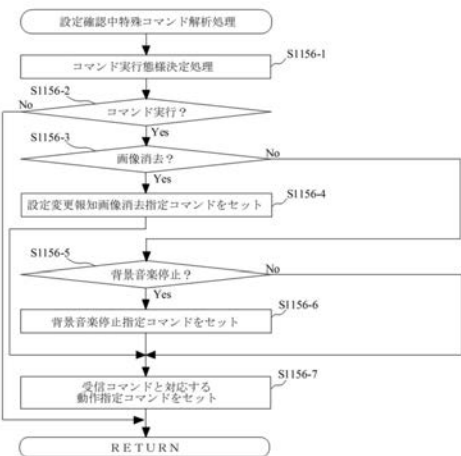 設定確認中特殊コマンド解析処理
S1156-1
コマンド実行態様決定処理
S1156-2
No
コマンド実行？
Yes
S1156-3
画像消去？
No
Yes
S1156-4
設定変更報知画像消去指定コマンドをセット
S1156-5
背景音楽停止？
No
Yes
S1156-6
背景音楽停止指定コマンドをセット
S1156-7
受信コマンドと対応する
動作指定コマンドをセット
RETURN